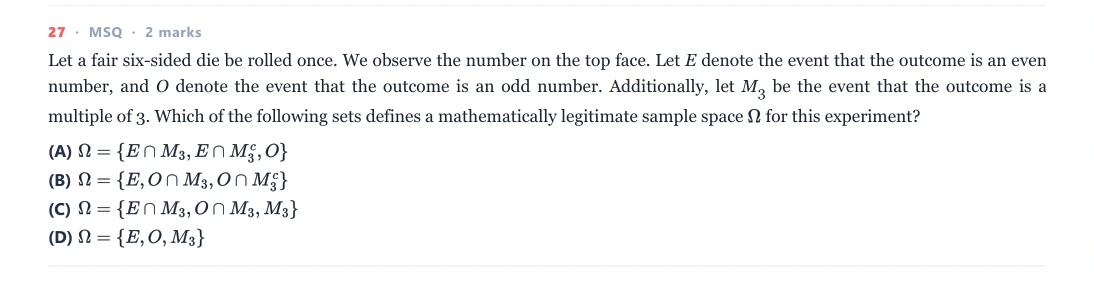 27 · MSQ · 2 marks
Let a fair six-sided die be rolled once. We observe the number on the top face. Let E denote the event that the outcome is an even
number, and O denote the event that the outcome is an odd number. Additionally, let M₃ be the event that the outcome is a
multiple of 3. Which of the following sets defines a mathematically legitimate sample space Ω for this experiment?
(A) Ω = {E ∩ M₃, E ∩ M₃ᶜ, O}
(B) Ω = {E, O ∩ M₃, O ∩ M₃ᶜ}
(C) Ω = {E ∩ M₃, O ∩ M₃, M₃}
(D) Ω = {E, O, M₃}